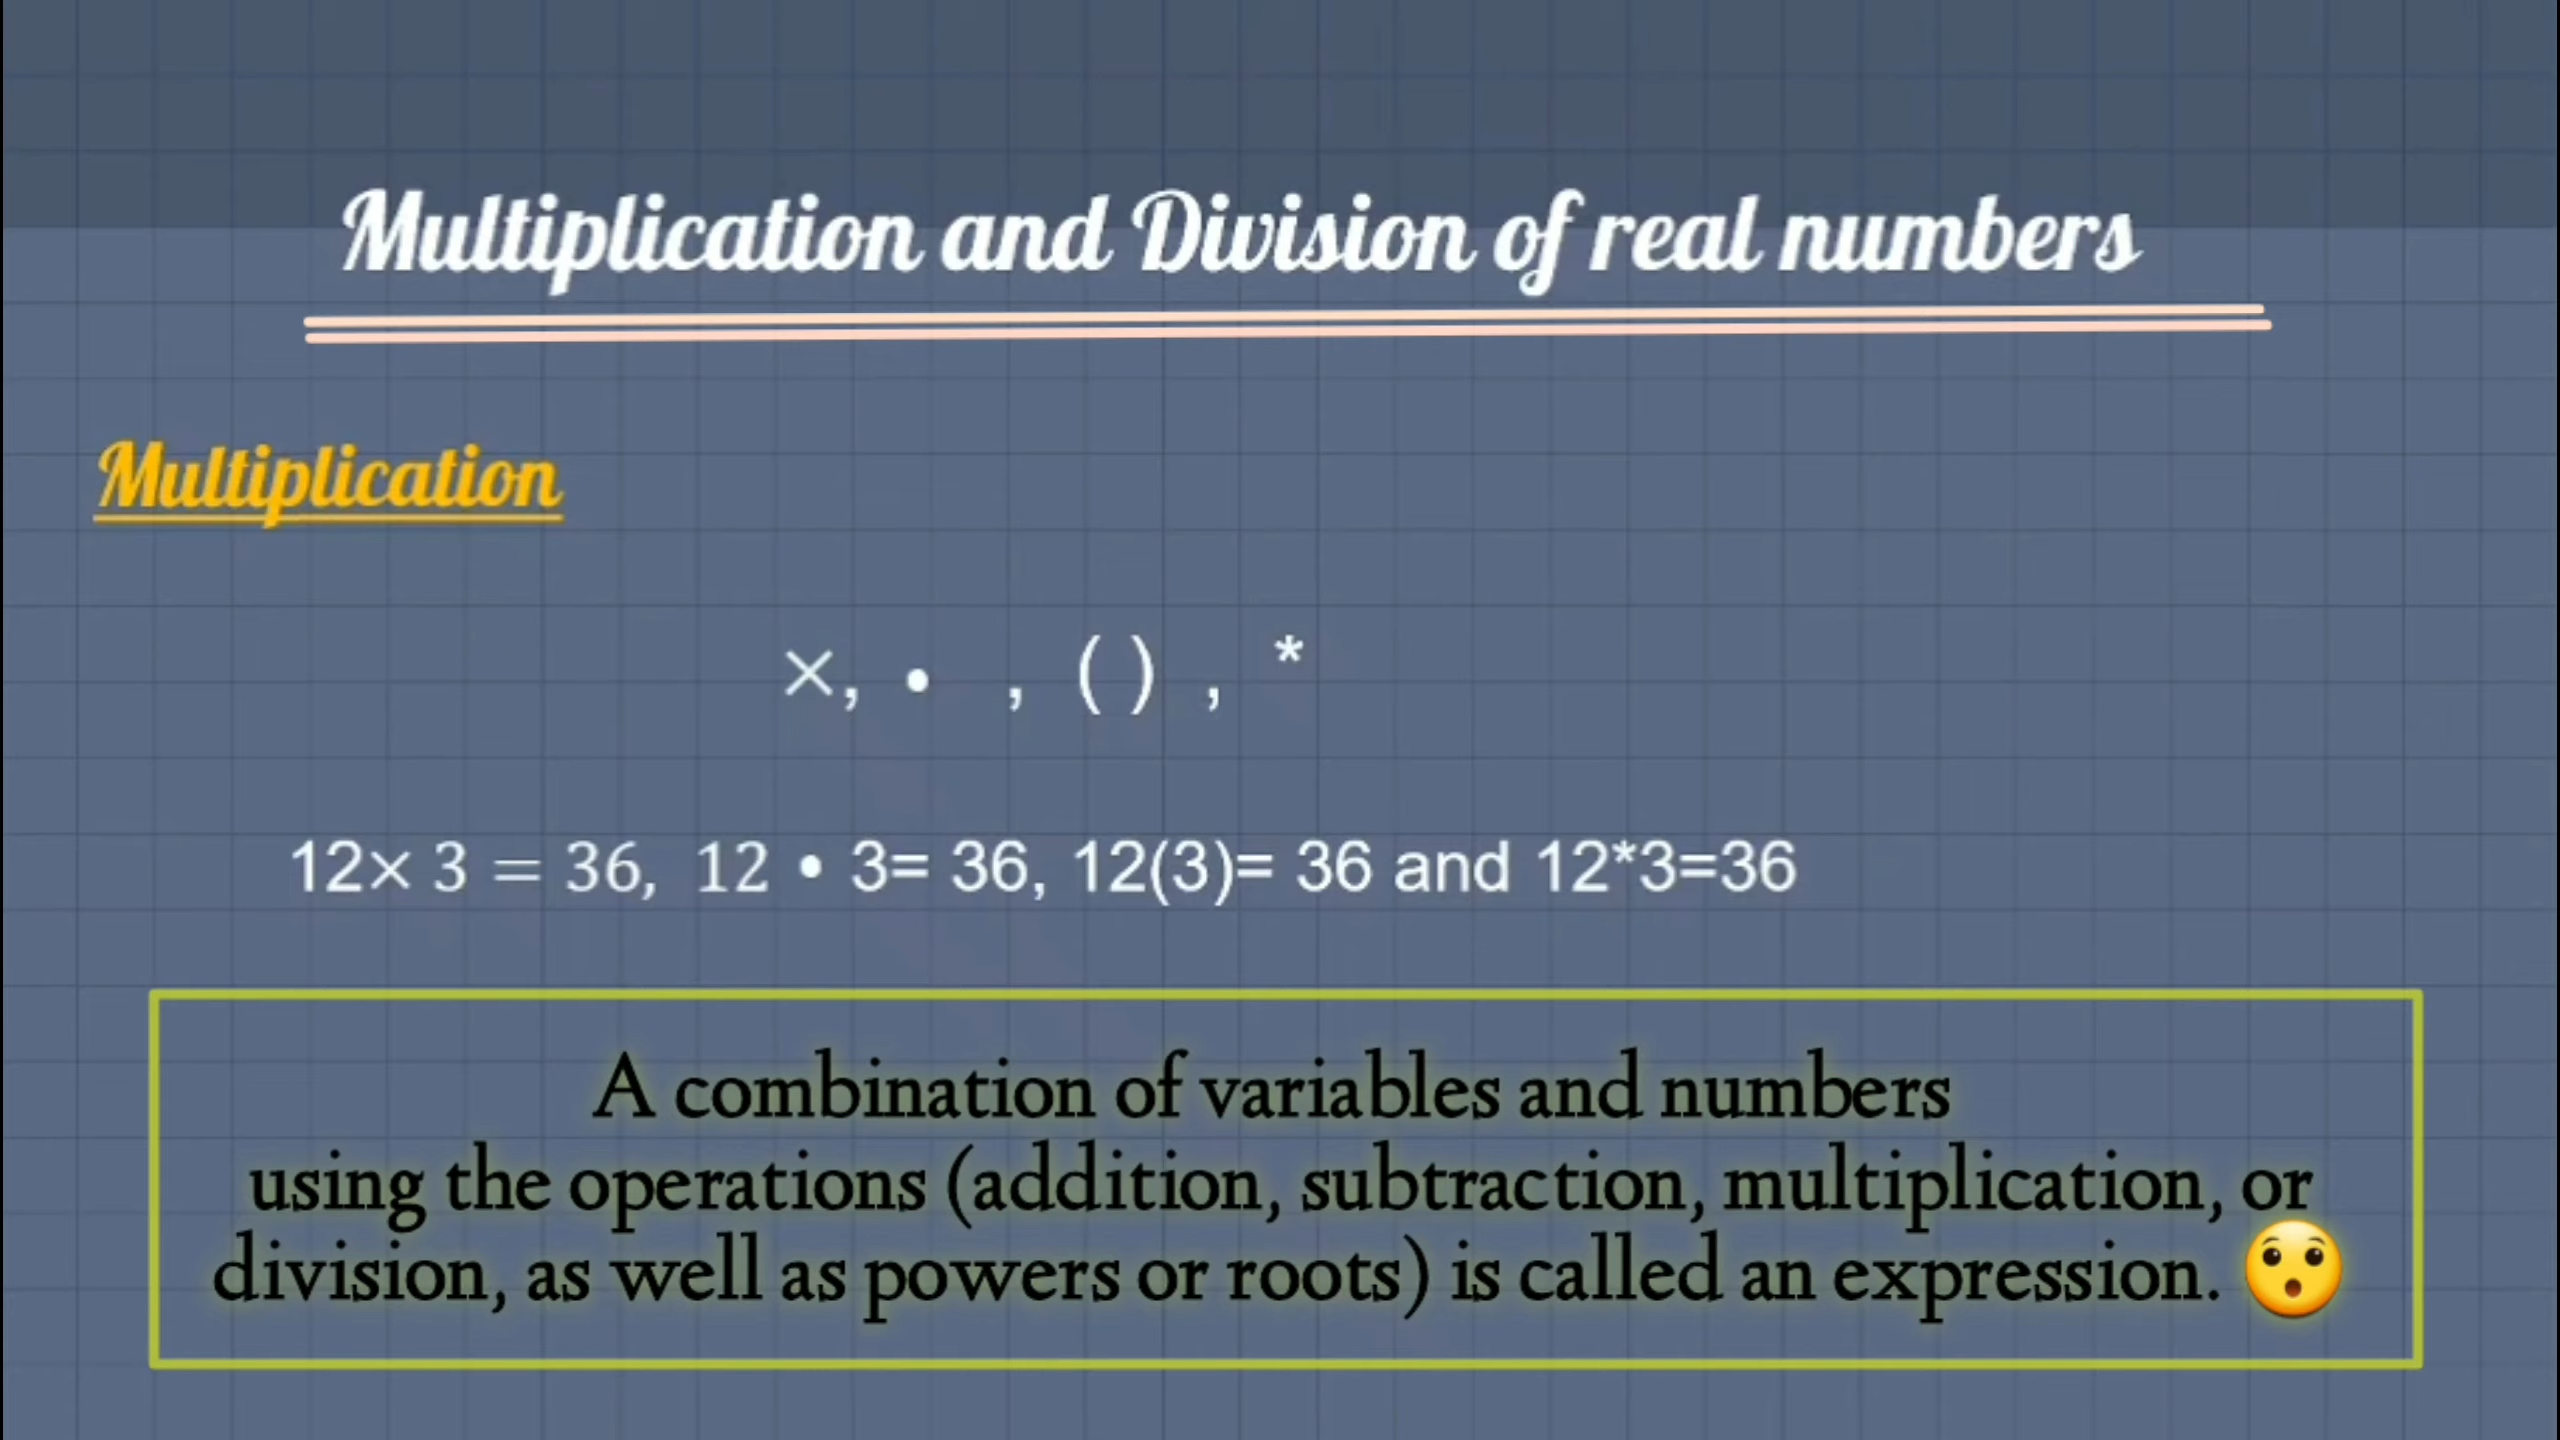 Multiplication and Division of real numbers
Multiplication
×, • , ( ) , *
12× 3 = 36, 12 • 3= 36, 12(3)= 36 and 12*3=36
A combination of variables and numbers
using the operations (addition, subtraction, multiplication, or
division, as well as powers or roots) is called an expression. 😯